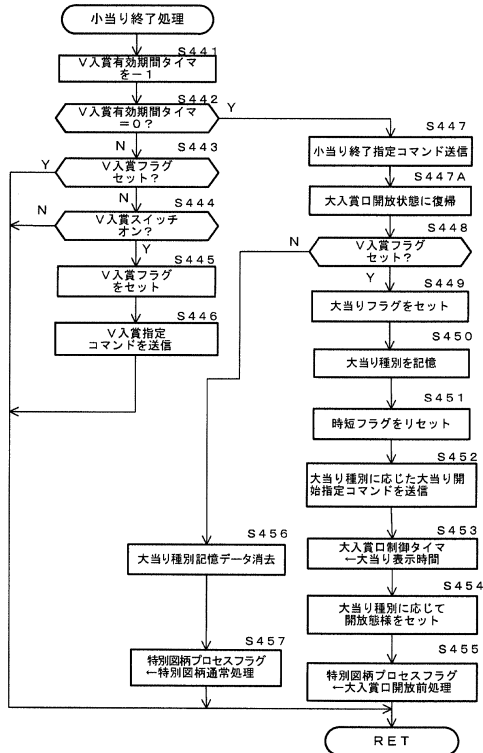 小当り終了処理
S441
V入賞有効期間タイマ
を－1
S442
V入賞有効期間タイマ
＝0？
Y
N
S443
V入賞フラグ
セット？
Y
N
S444
V入賞スイッチ
オン？
N
Y
S445
V入賞フラグ
をセット
S446
V入賞指定
コマンドを送信
S447
小当り終了指定コマンド送信
S447A
大入賞口開放状態に復帰
S448
V入賞フラグ
セット？
N
Y
S449
大当りフラグをセット
S450
大当り種別を記憶
S451
時短フラグをリセット
S452
大当り種別に応じた大当り開
始指定コマンドを送信
S453
大入賞口制御タイマ
←大当り表示時間
S454
大当り種別に応じて
開放態様をセット
S455
特別図柄プロセスフラグ
←大入賞口開放前処理
S456
大当り種別記憶データ消去
S457
特別図柄プロセスフラグ
←特別図柄通常処理
RET